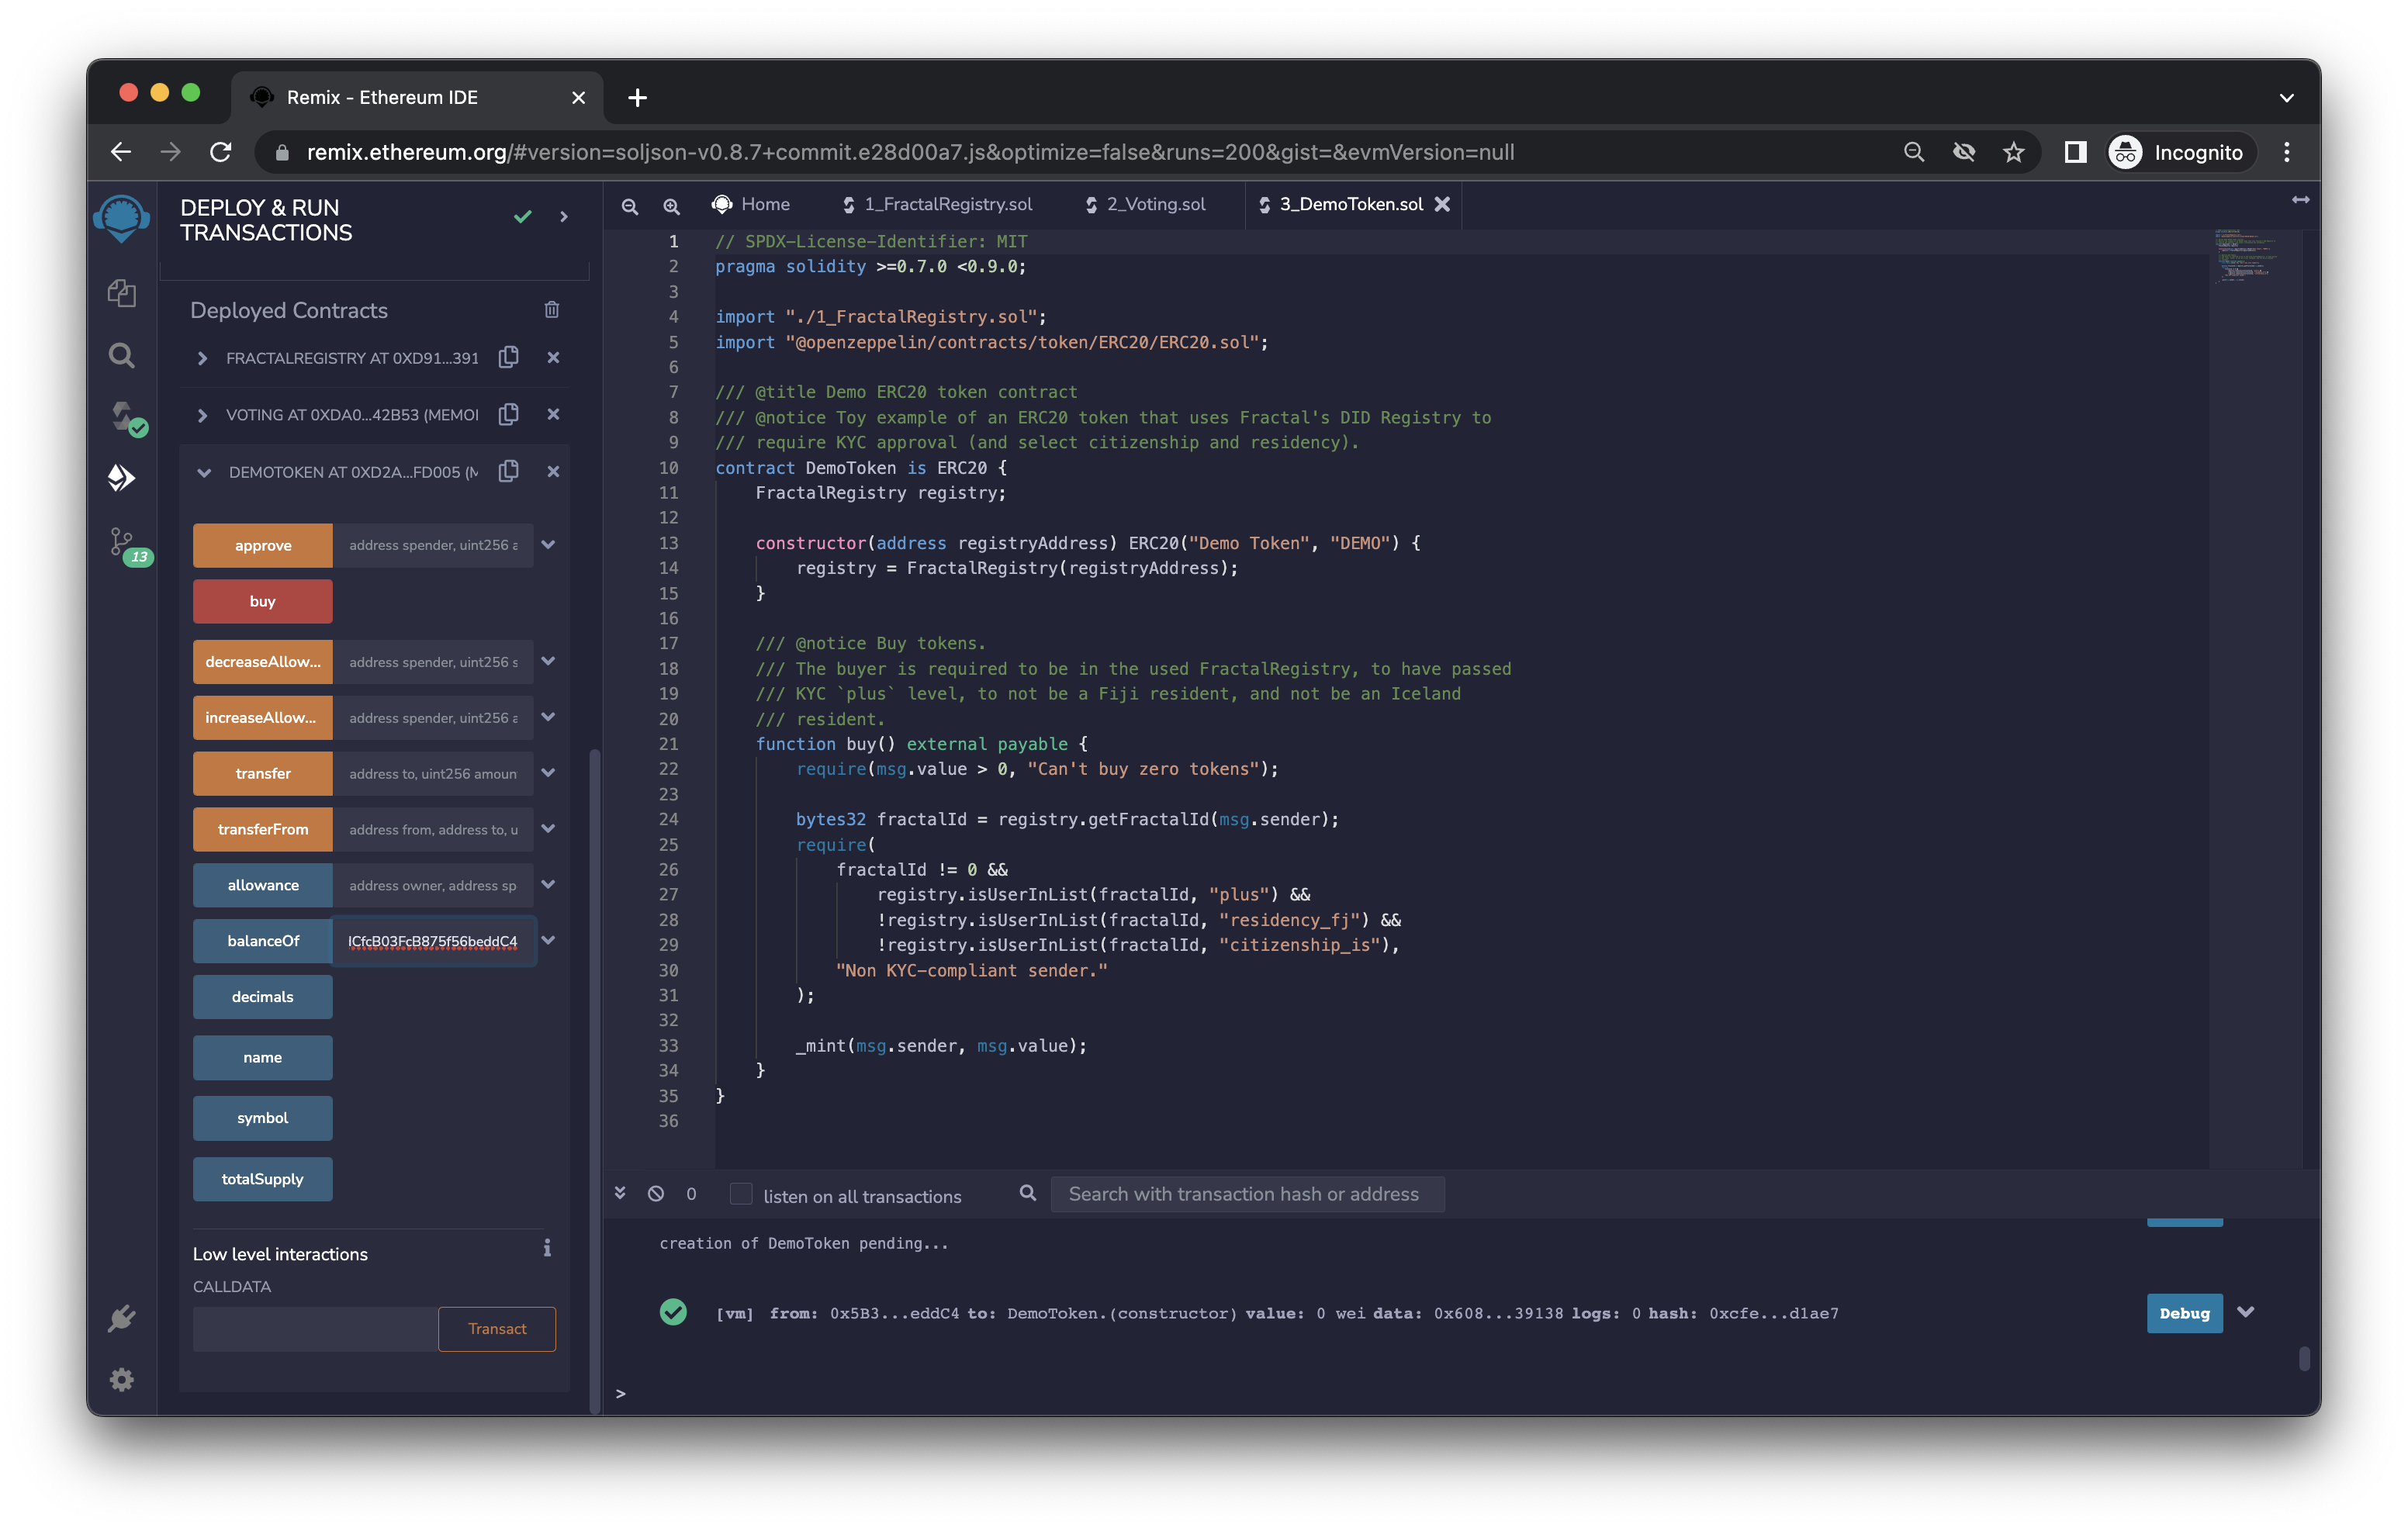 Remix - Ethereum IDE
remix.ethereum.org/#version=soljson-v0.8.7+commit.e28d00a7.js&optimize=false&runs=200&gist=&evmVersion=null
Incognito
DEPLOY & RUN
TRANSACTIONS
Deployed Contracts
FRACTALREGISTRY AT 0XD91...391
VOTING AT 0XDA0...42B53 (MEMOI
DEMOTOKEN AT 0XD2A...FD005 (M
13
approve address spender, uint256 a
buy
decreaseAllow... address spender, uint256 s
increaseAllow... address spender, uint256 a
transfer address to, uint256 amoun
transferFrom address from, address to, u
allowance address owner, address sp
balanceOf ICfcB03FcB875f56beddC4
decimals
name
symbol
totalSupply
Low level interactions
CALLDATA
Transact
Home 1_FractalRegistry.sol 2_Voting.sol 3_DemoToken.sol
1 // SPDX-License-Identifier: MIT
2 pragma solidity >=0.7.0 <0.9.0;
3
4 import "./1_FractalRegistry.sol";
5 import "@openzeppelin/contracts/token/ERC20/ERC20.sol";
6
7 /// @title Demo ERC20 token contract
8 /// @notice Toy example of an ERC20 token that uses Fractal's DID Registry to
9 /// require KYC approval (and select citizenship and residency).
10 contract DemoToken is ERC20 {
11 FractalRegistry registry;
12
13 constructor(address registryAddress) ERC20("Demo Token", "DEMO") {
14 registry = FractalRegistry(registryAddress);
15 }
16
17 /// @notice Buy tokens.
18 /// The buyer is required to be in the used FractalRegistry, to have passed
19 /// KYC `plus` level, to not be a Fiji resident, and not be an Iceland
20 /// resident.
21 function buy() external payable {
22 require(msg.value > 0, "Can't buy zero tokens");
23
24 bytes32 fractalId = registry.getFractalId(msg.sender);
25 require(
26 fractalId != 0 &&
27 registry.isUserInList(fractalId, "plus") &&
28 !registry.isUserInList(fractalId, "residency_fj") &&
29 !registry.isUserInList(fractalId, "citizenship_is"),
30 "Non KYC-compliant sender."
31 );
32
33 _mint(msg.sender, msg.value);
34 }
35 }
36
0 listen on all transactions Search with transaction hash or address
creation of DemoToken pending...
[vm] from: 0x5B3...eddC4 to: DemoToken.(constructor) value: 0 wei data: 0x608...39138 logs: 0 hash: 0xcfe...d1ae7
Debug
>